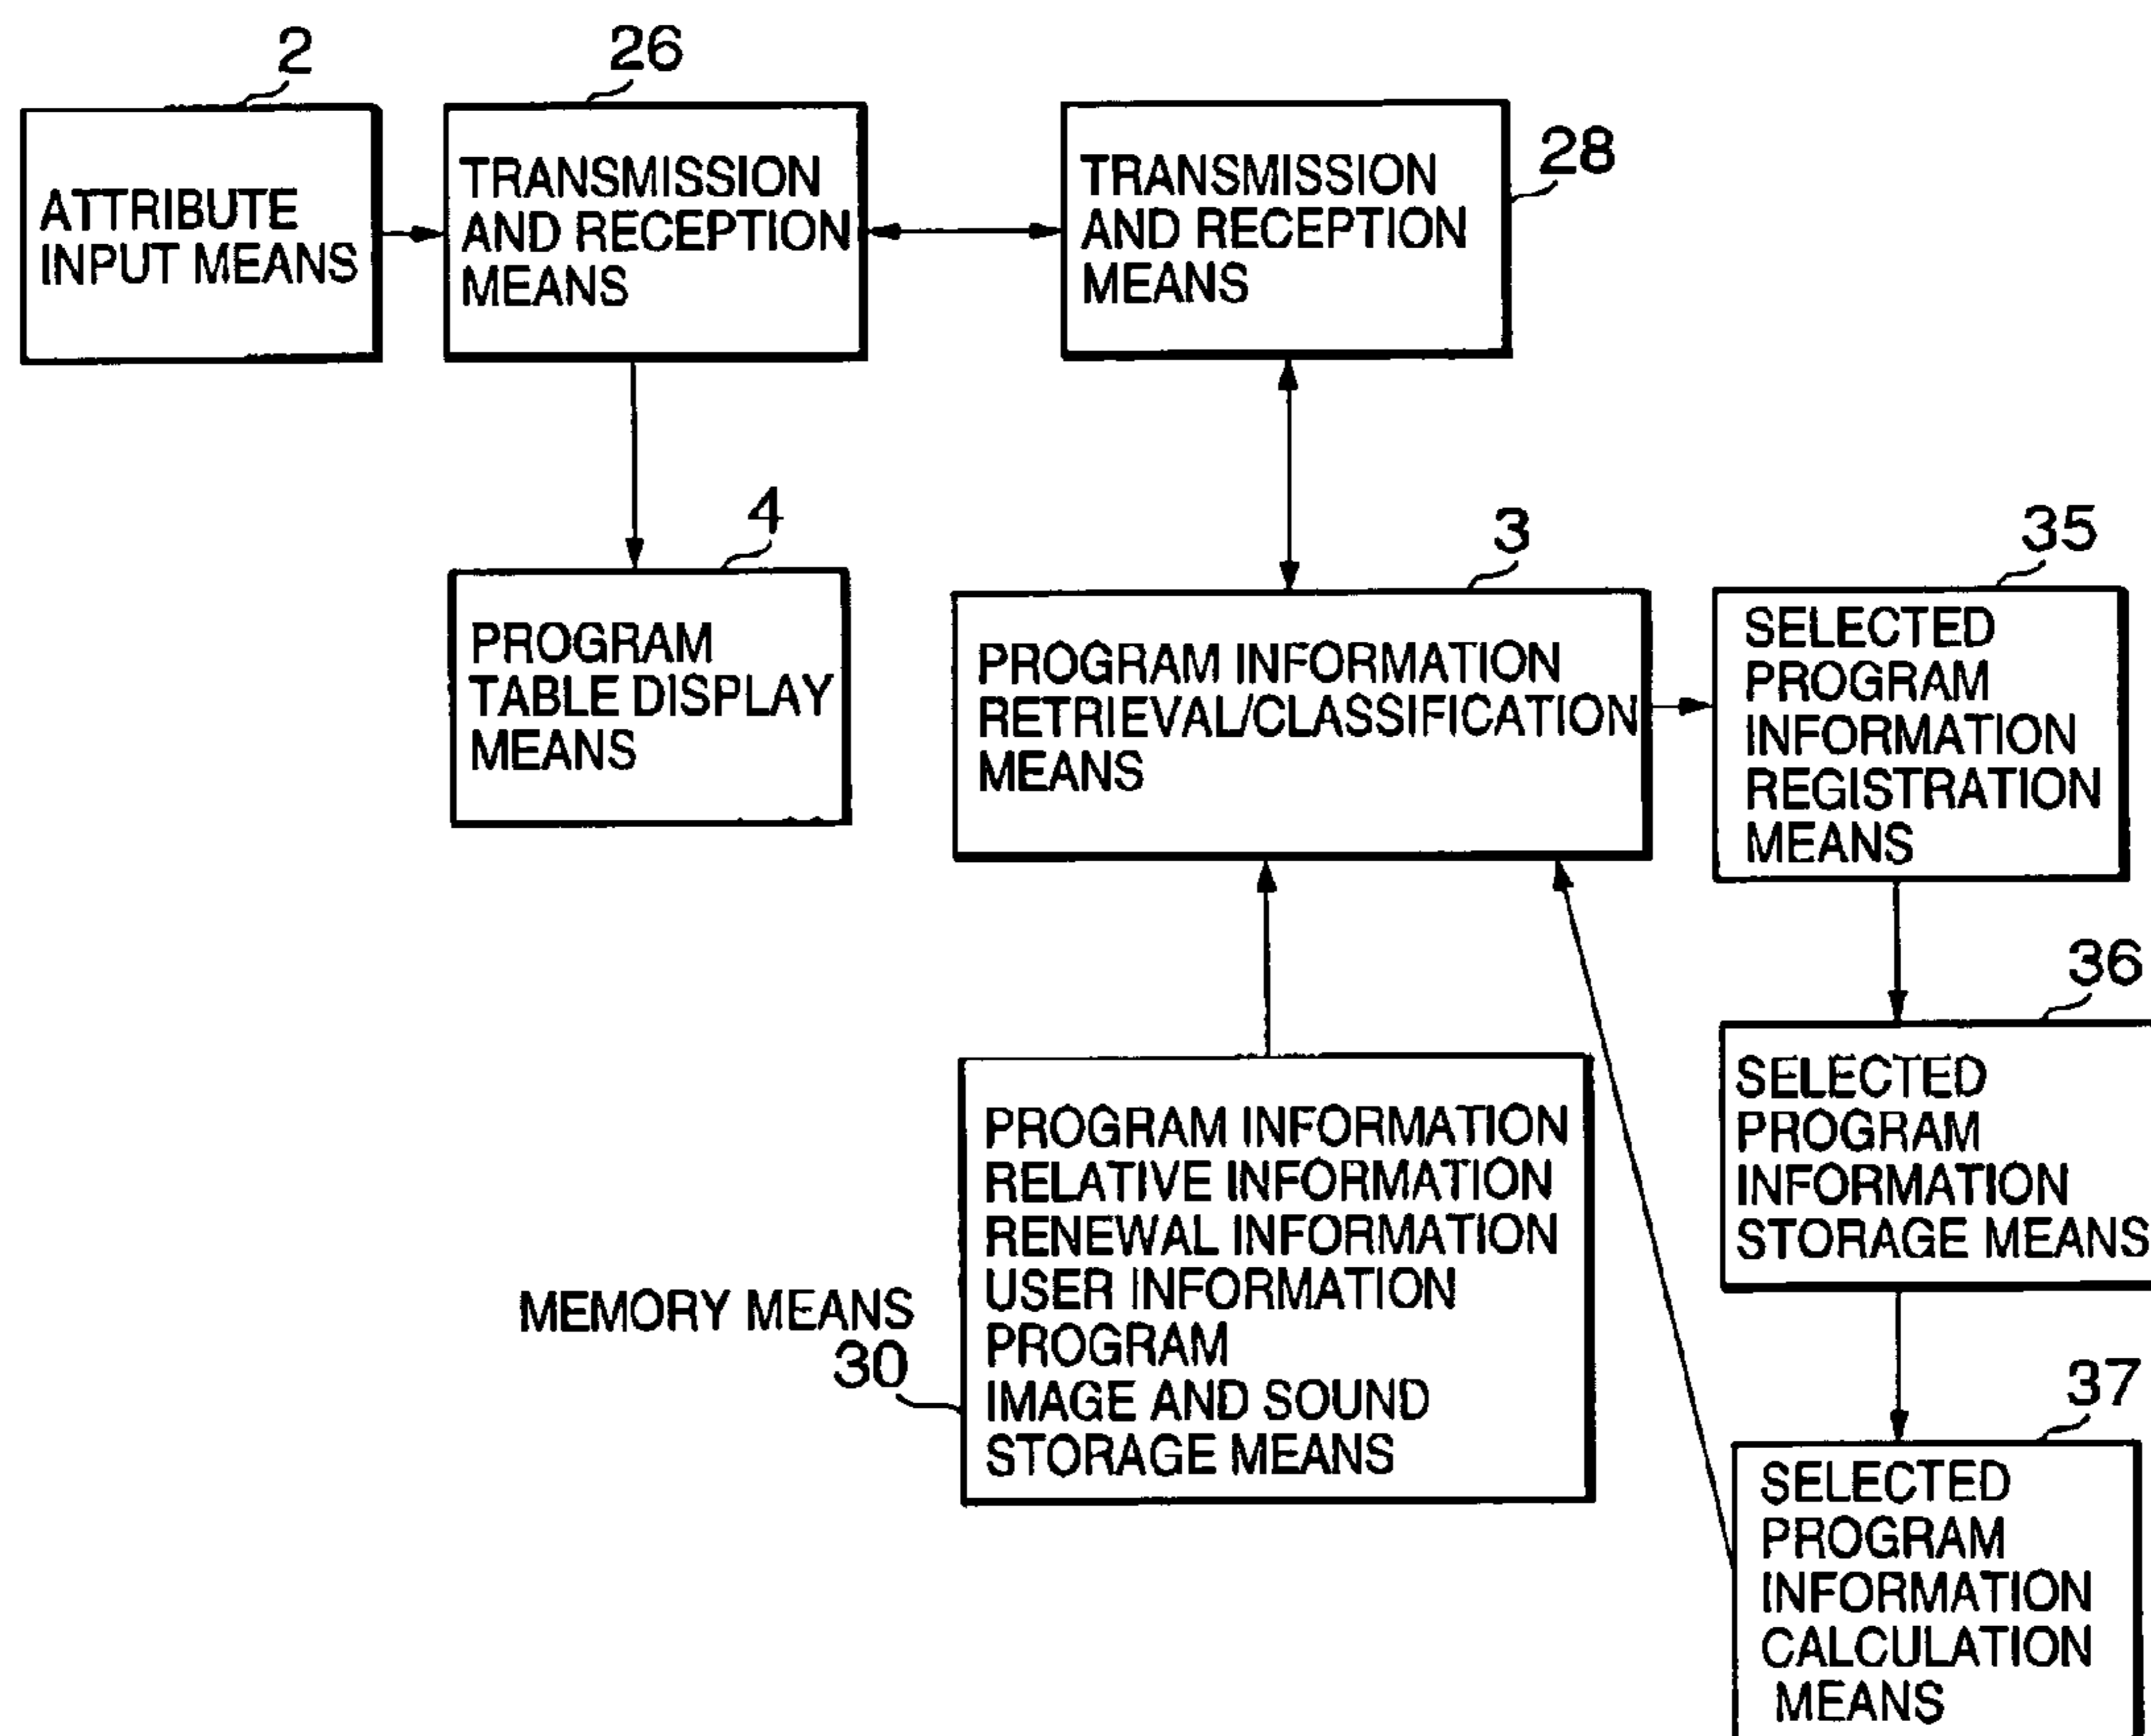 2
ATTRIBUTE
INPUT MEANS
26
TRANSMISSION
AND RECEPTION
MEANS
28
TRANSMISSION
AND RECEPTION
MEANS
4
PROGRAM
TABLE DISPLAY
MEANS
3
PROGRAM INFORMATION
RETRIEVAL/CLASSIFICATION
MEANS
35
SELECTED
PROGRAM
INFORMATION
REGISTRATION
MEANS
36
SELECTED
PROGRAM
INFORMATION
STORAGE MEANS
MEMORY MEANS
30
PROGRAM INFORMATION
RELATIVE INFORMATION
RENEWAL INFORMATION
USER INFORMATION
PROGRAM
IMAGE AND SOUND
STORAGE MEANS
37
SELECTED
PROGRAM
INFORMATION
CALCULATION
MEANS